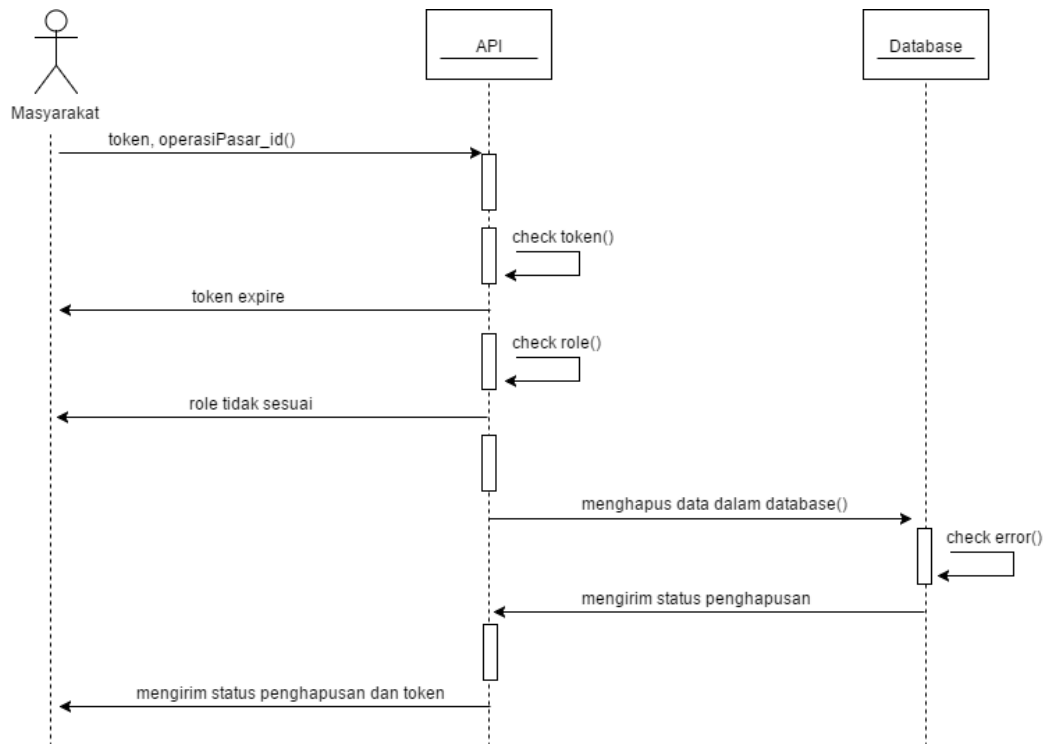 API
Database
Masyarakat
token, operasiPasar_id()
check token()
token expire
check role()
role tidak sesuai
menghapus data dalam database()
check error()
mengirim status penghapusan
mengirim status penghapusan dan token